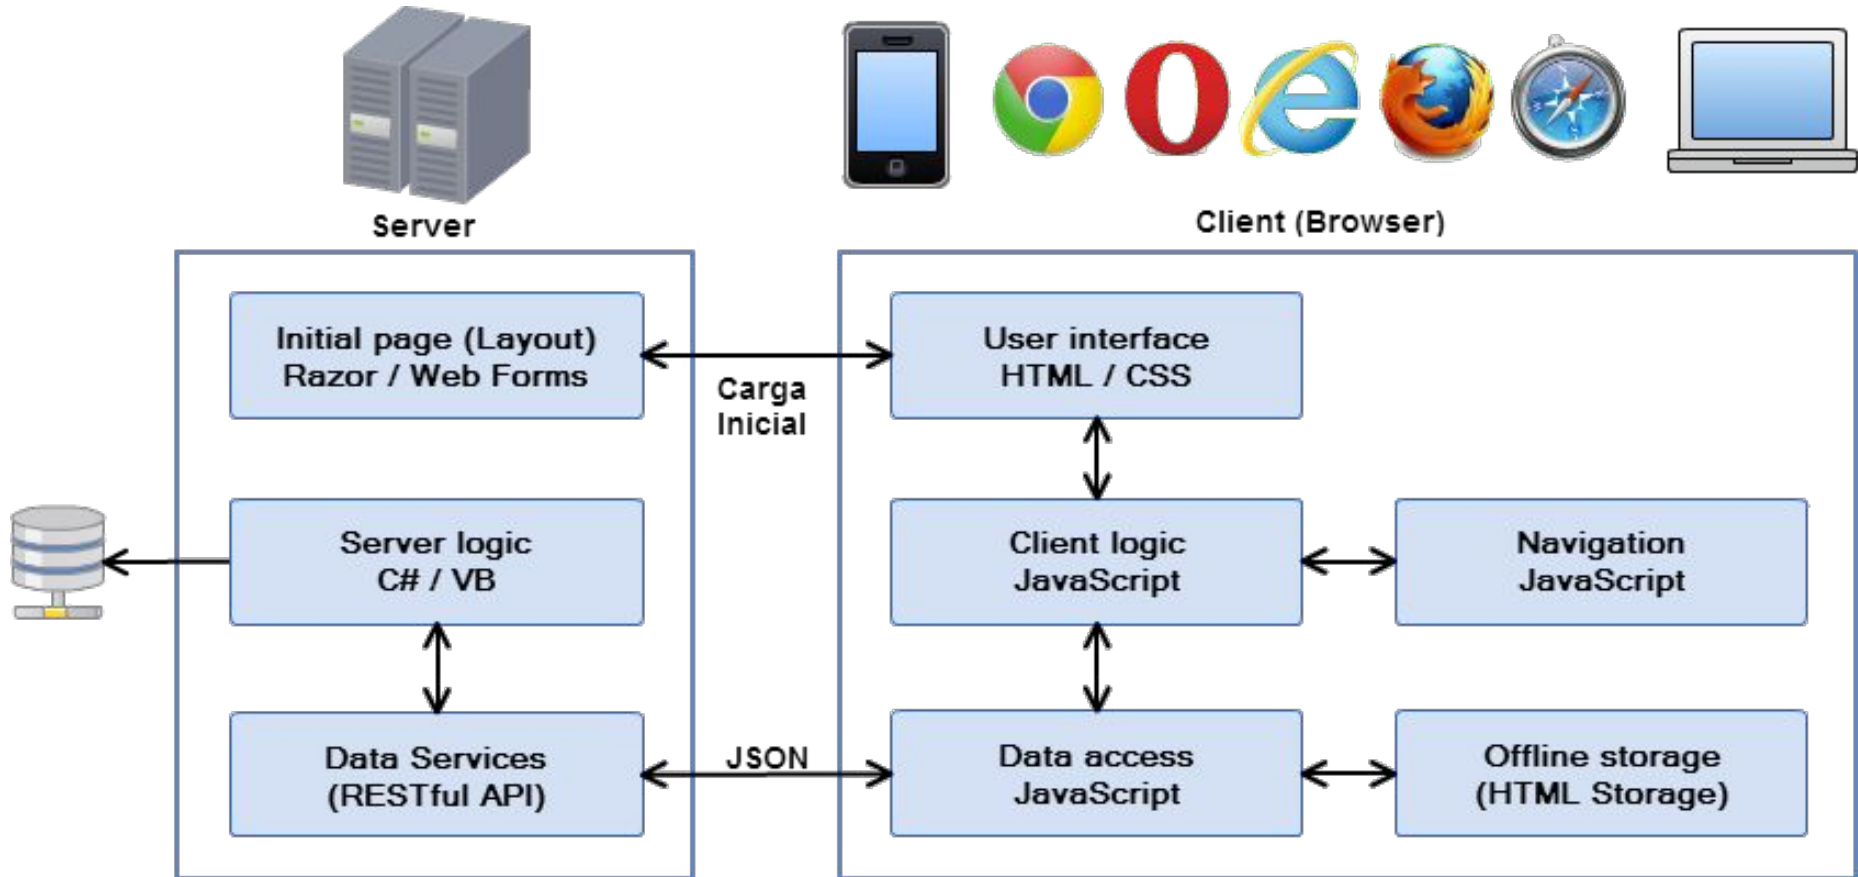 Server
Client (Browser)
Initial page (Layout)
Razor / Web Forms
Carga
Inicial
User interface
HTML / CSS
Server logic
C# / VB
Client logic
JavaScript
Navigation
JavaScript
Data Services
(RESTful API)
JSON
Data access
JavaScript
Offline storage
(HTML Storage)